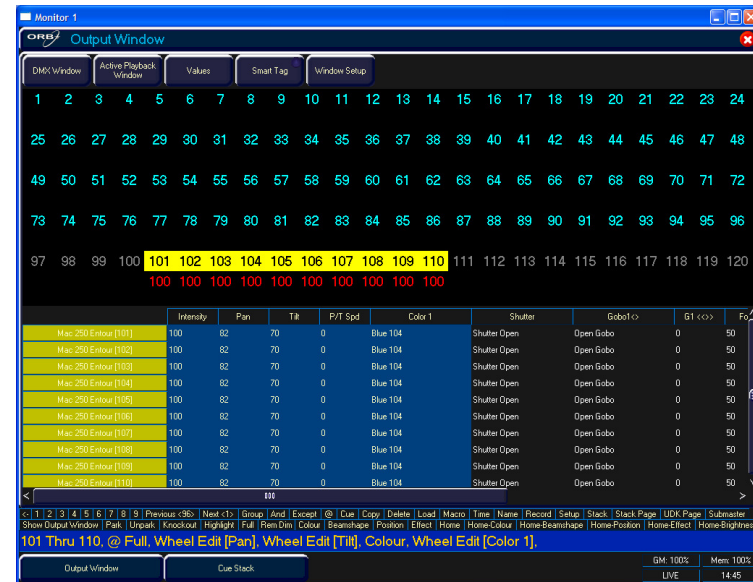 Monitor 1
ORB Output Window
DMX Window Active Playback Window Values Smart Tag Window Setup
1 2 3 4 5 6 7 8 9 10 11 12 13 14 15 16 17 18 19 20 21 22 23 24
25 26 27 28 29 30 31 32 33 34 35 36 37 38 39 40 41 42 43 44 45 46 47 48
49 50 51 52 53 54 55 56 57 58 59 60 61 62 63 64 65 66 67 68 69 70 71 72
73 74 75 76 77 78 79 80 81 82 83 84 85 86 87 88 89 90 91 92 93 94 95 96
97 98 99 100 101 102 103 104 105 106 107 108 109 110 111 112 113 114 115 116 117 118 119 120
100 100 100 100 100 100 100 100 100 100
Intensity Pan Tilt P/T Spd Color 1 Shutter Gobo1<> G1 <<>> Fo
Mac 250 Entour [101] 100 82 70 0 Blue 104 Shutter Open Open Gobo 0 50
Mac 250 Entour [102] 100 82 70 0 Blue 104 Shutter Open Open Gobo 0 50
Mac 250 Entour [103] 100 82 70 0 Blue 104 Shutter Open Open Gobo 0 50
Mac 250 Entour [104] 100 82 70 0 Blue 104 Shutter Open Open Gobo 0 50
Mac 250 Entour [105] 100 82 70 0 Blue 104 Shutter Open Open Gobo 0 50
Mac 250 Entour [106] 100 82 70 0 Blue 104 Shutter Open Open Gobo 0 50
Mac 250 Entour [107] 100 82 70 0 Blue 104 Shutter Open Open Gobo 0 50
Mac 250 Entour [108] 100 82 70 0 Blue 104 Shutter Open Open Gobo 0 50
Mac 250 Entour [109] 100 82 70 0 Blue 104 Shutter Open Open Gobo 0 50
Mac 250 Entour [110] 100 82 70 0 Blue 104 Shutter Open Open Gobo 0 50
<- 1 2 3 4 5 6 7 8 9 Previous <96> Next <1> Group And Except @ Cue Copy Delete Load Macro Time Name Record Setup Stack Stack Page UDK Page Submaster
Show Output Window Park Unpark Knockout Highlight Full Rem Dim Colour Beamshape Position Effect Home Home-Colour Home-Beamshape Home-Position Home-Effect Home-Brightnes
101 Thru 110, @ Full, Wheel Edit [Pan], Wheel Edit [Tilt], Colour, Wheel Edit [Color 1],
Output Window Cue Stack GM: 100% Mem: 100%
LIVE 14:45